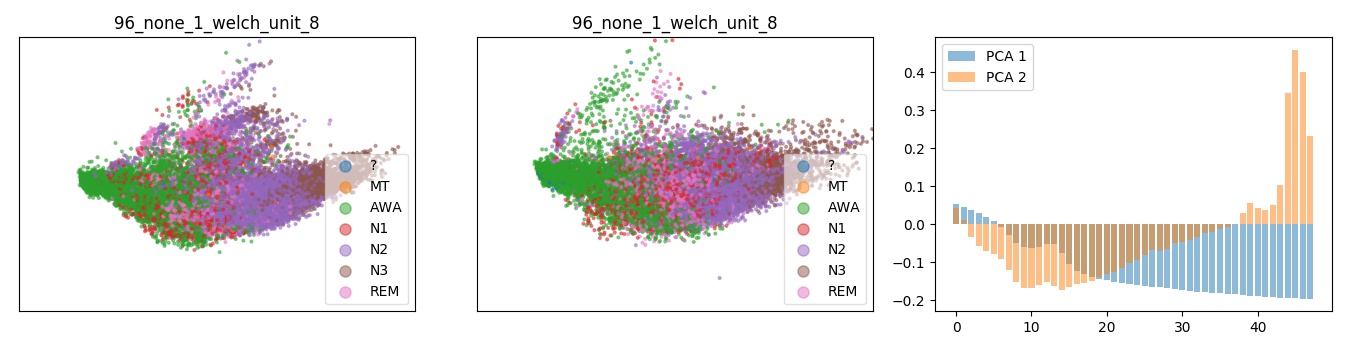 96_none_1_welch_unit_8
?
MT
AWA
N1
N2
N3
REM
96_none_1_welch_unit_8
?
MT
AWA
N1
N2
N3
REM
PCA 1
PCA 2
0.4
0.3
0.2
0.1
0.0
−0.1
−0.2
0 10 20 30 40